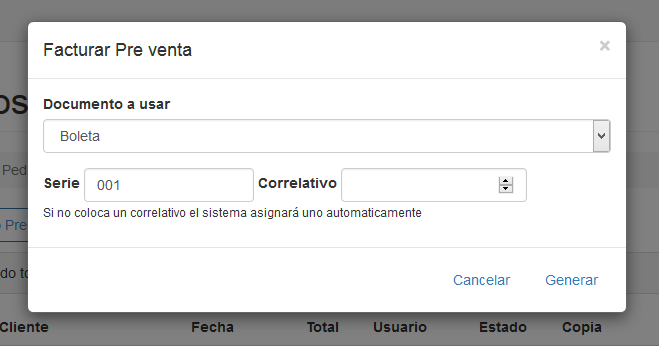 Facturar Pre venta ×
OS
Documento a usar
Boleta
Ped
Serie 001 Correlativo
Si no coloca un correlativo el sistema asignará uno automaticamente
Pre
do to
Cancelar Generar
Cliente Fecha Total Usuario Estado Copia